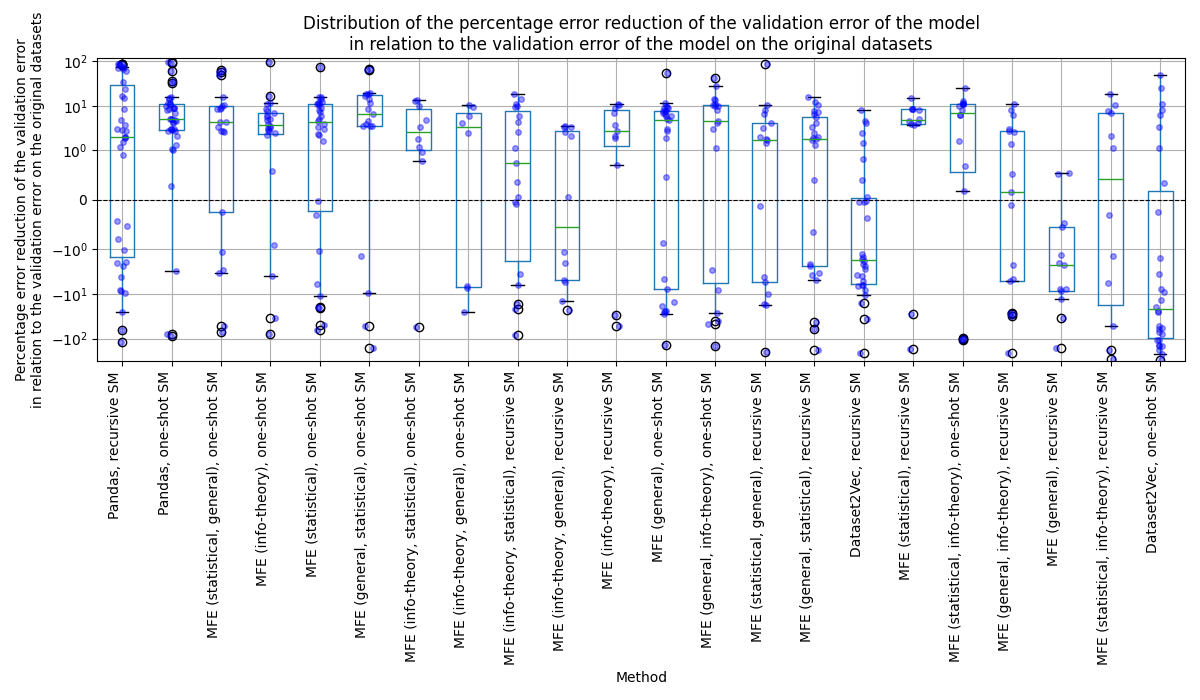 Distribution of the percentage error reduction of the validation error of the model
in relation to the validation error of the model on the original datasets
Percentage error reduction of the validation error
in relation to the validation error on the original datasets
10²
10¹
10⁰
0
−10⁰
−10¹
−10²
Pandas, recursive SM
Pandas, one-shot SM
MFE (statistical, general), one-shot SM
MFE (info-theory), one-shot SM
MFE (statistical), one-shot SM
MFE (general, statistical), one-shot SM
MFE (info-theory, statistical), one-shot SM
MFE (info-theory, general), one-shot SM
MFE (info-theory, statistical), recursive SM
MFE (info-theory, general), recursive SM
MFE (info-theory), recursive SM
MFE (general), one-shot SM
MFE (general, info-theory), one-shot SM
MFE (statistical, general), recursive SM
MFE (general, statistical), recursive SM
Dataset2Vec, recursive SM
MFE (statistical), recursive SM
MFE (statistical, info-theory), one-shot SM
MFE (general, info-theory), recursive SM
MFE (general), recursive SM
MFE (statistical, info-theory), recursive SM
Dataset2Vec, one-shot SM
Method